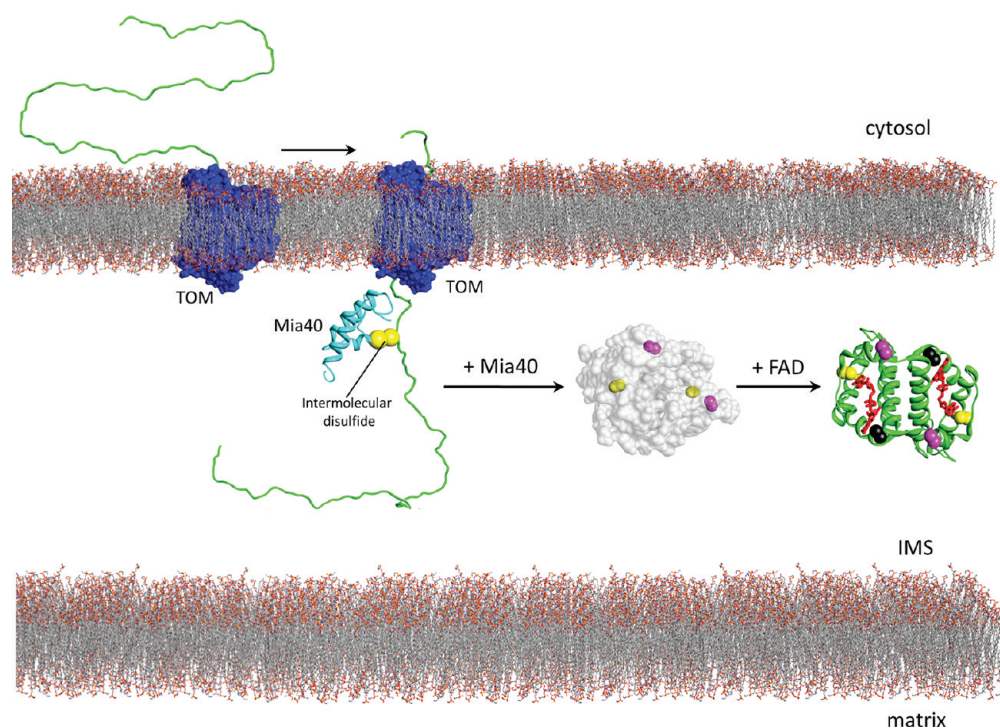 cytosol
TOM
TOM
Mia40
Intermolecular
disulfide
+ Mia40
+ FAD
IMS
matrix